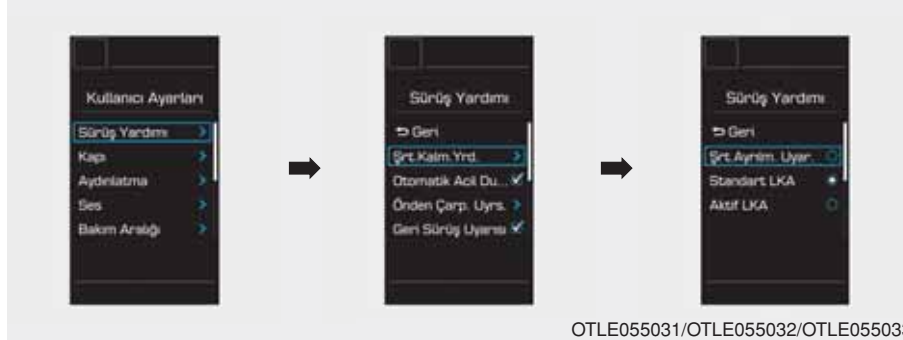 Kullanıcı Ayarları
Sürüş Yardımı
Kapı
Aydınlatma
Ses
Bakım Aralığı
Sürüş Yardımı
Geri
Şrt.Kalm.Yrd.
Otomatik Acil Du...
Önden Çarp. Uyrs.
Geri Sürüş Uyarısı
Sürüş Yardımı
Geri
Şrt.Ayrılm. Uyar.
Standart LKA
Aktif LKA
OTLE055031/OTLE055032/OTLE055033